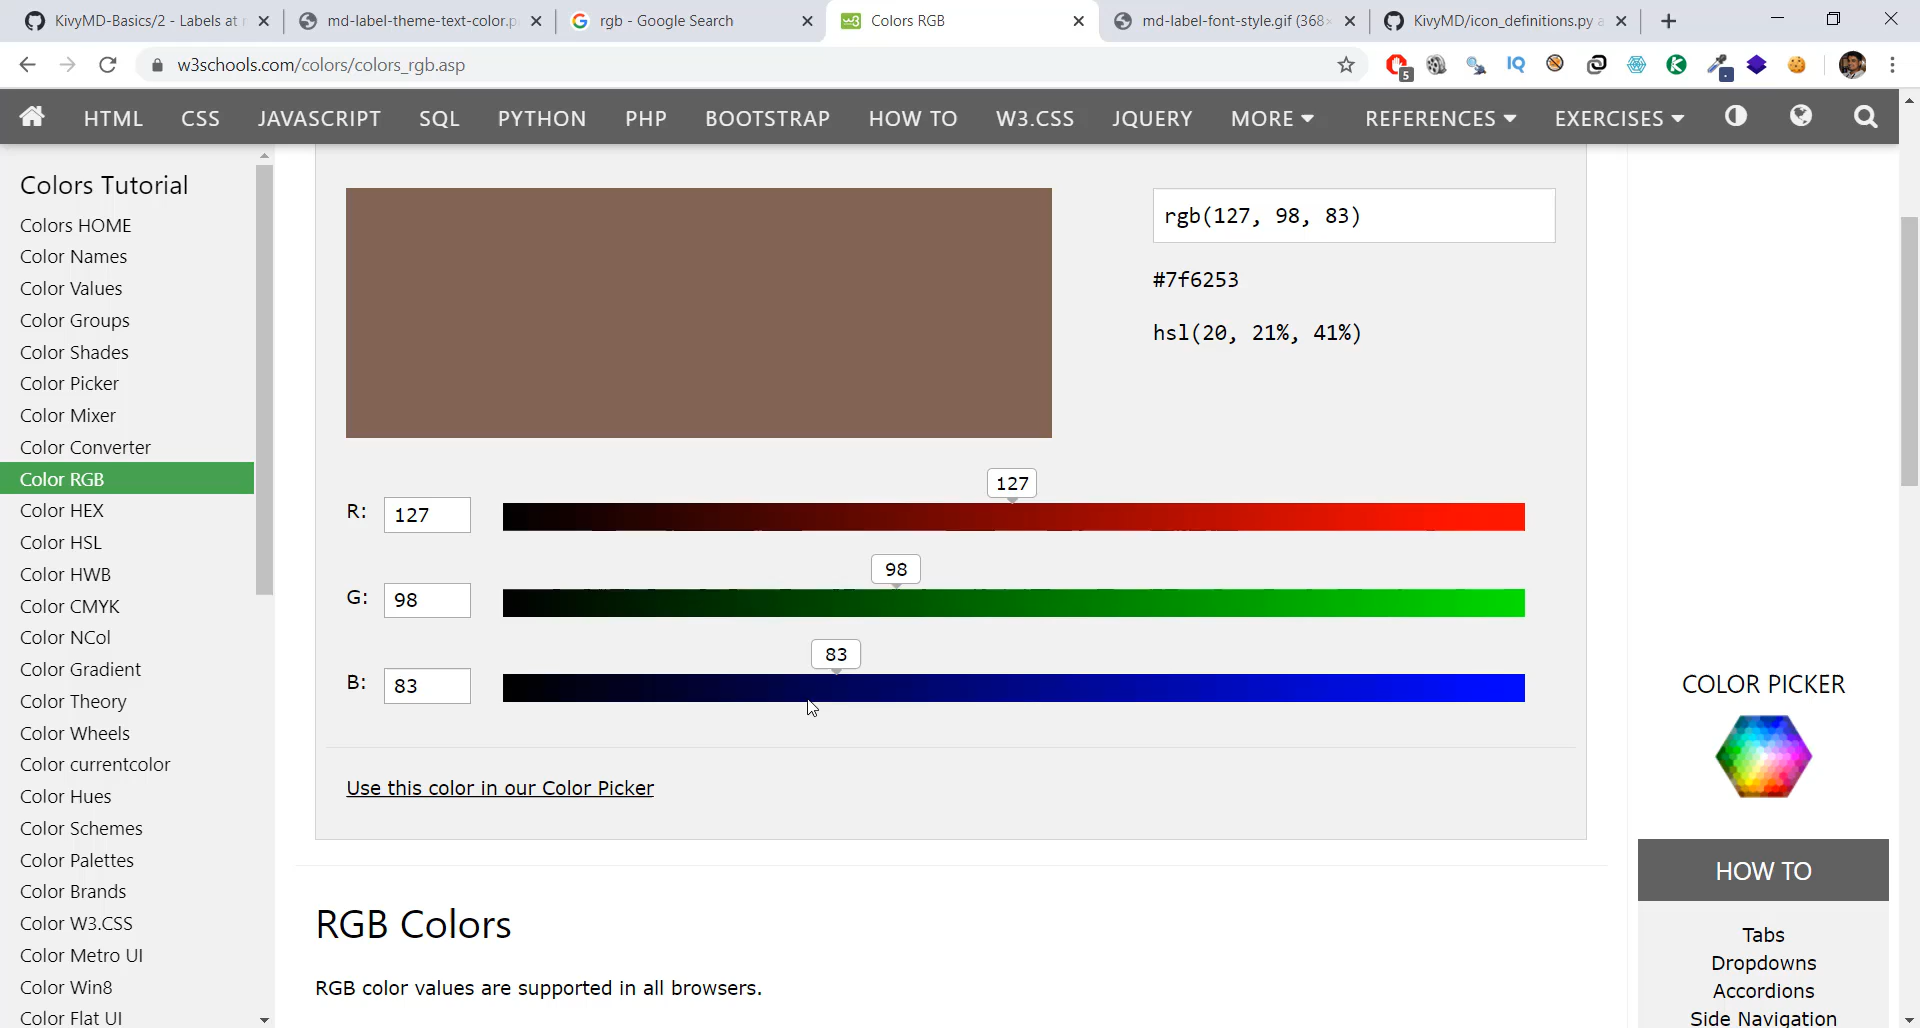 KivyMD-Basics/2 - Labels at
md-label-theme-text-color.p
rgb - Google Search
Colors RGB
md-label-font-style.gif (368
KivyMD/icon_definitions.py a
w3schools.com/colors/colors_rgb.asp
5
IQ
HTML CSS JAVASCRIPT SQL PYTHON PHP BOOTSTRAP HOW TO W3.CSS JQUERY MORE REFERENCES EXERCISES
Colors Tutorial
Colors HOME
Color Names
Color Values
Color Groups
Color Shades
Color Picker
Color Mixer
Color Converter
Color RGB
Color HEX
Color HSL
Color HWB
Color CMYK
Color NCol
Color Gradient
Color Theory
Color Wheels
Color currentcolor
Color Hues
Color Schemes
Color Palettes
Color Brands
Color W3.CSS
Color Metro UI
Color Win8
Color Flat UI
rgb(127, 98, 83)
#7f6253
hsl(20, 21%, 41%)
127
R: 127
98
G: 98
83
B: 83
Use this color in our Color Picker
RGB Colors
RGB color values are supported in all browsers.
COLOR PICKER
HOW TO
Tabs
Dropdowns
Accordions
Side Navigation